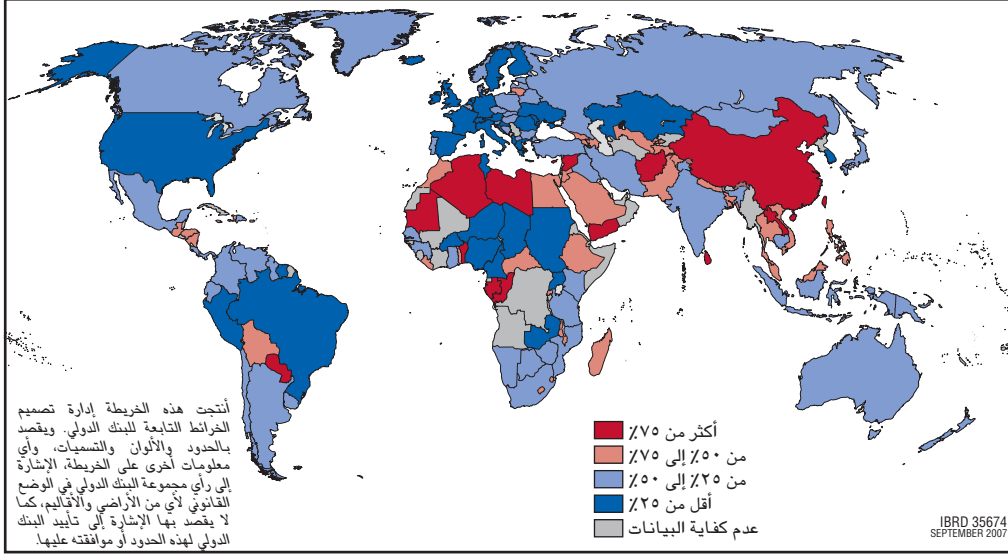 أنتجت هذه الخريطة إدارة تصميم
الخرائط التابعة للبنك الدولي. ويقصد
بالحدود والألوان والتسميات، وأي
معلومات أخرى على الخريطة، الإشارة
إلى رأي مجموعة البنك الدولي في الوضع
القانوني لأي من الأراضي والأقاليم، كما
لا يقصد بها الإشارة إلى تأييد البنك
الدولي لهذه الحدود أو موافقته عليها.
أكثر من ٧٥٪
من ٥٠٪ إلى ٧٥٪
من ٢٥٪ إلى ٥٠٪
أقل من ٢٥٪
عدم كفاية البيانات
IBRD 35674
SEPTEMBER 2007